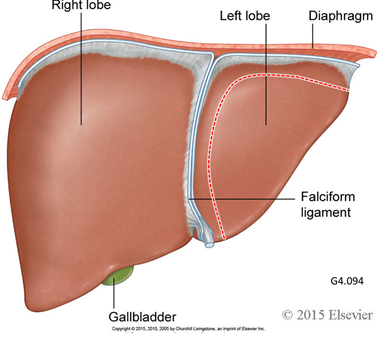 Right lobe
Left lobe
Diaphragm
Falciform
ligament
G4.094
© 2015 Elsevier
Gallbladder
Copyright © 2015, 2010, 2005 by Churchill Livingstone, an imprint of Elsevier Inc.